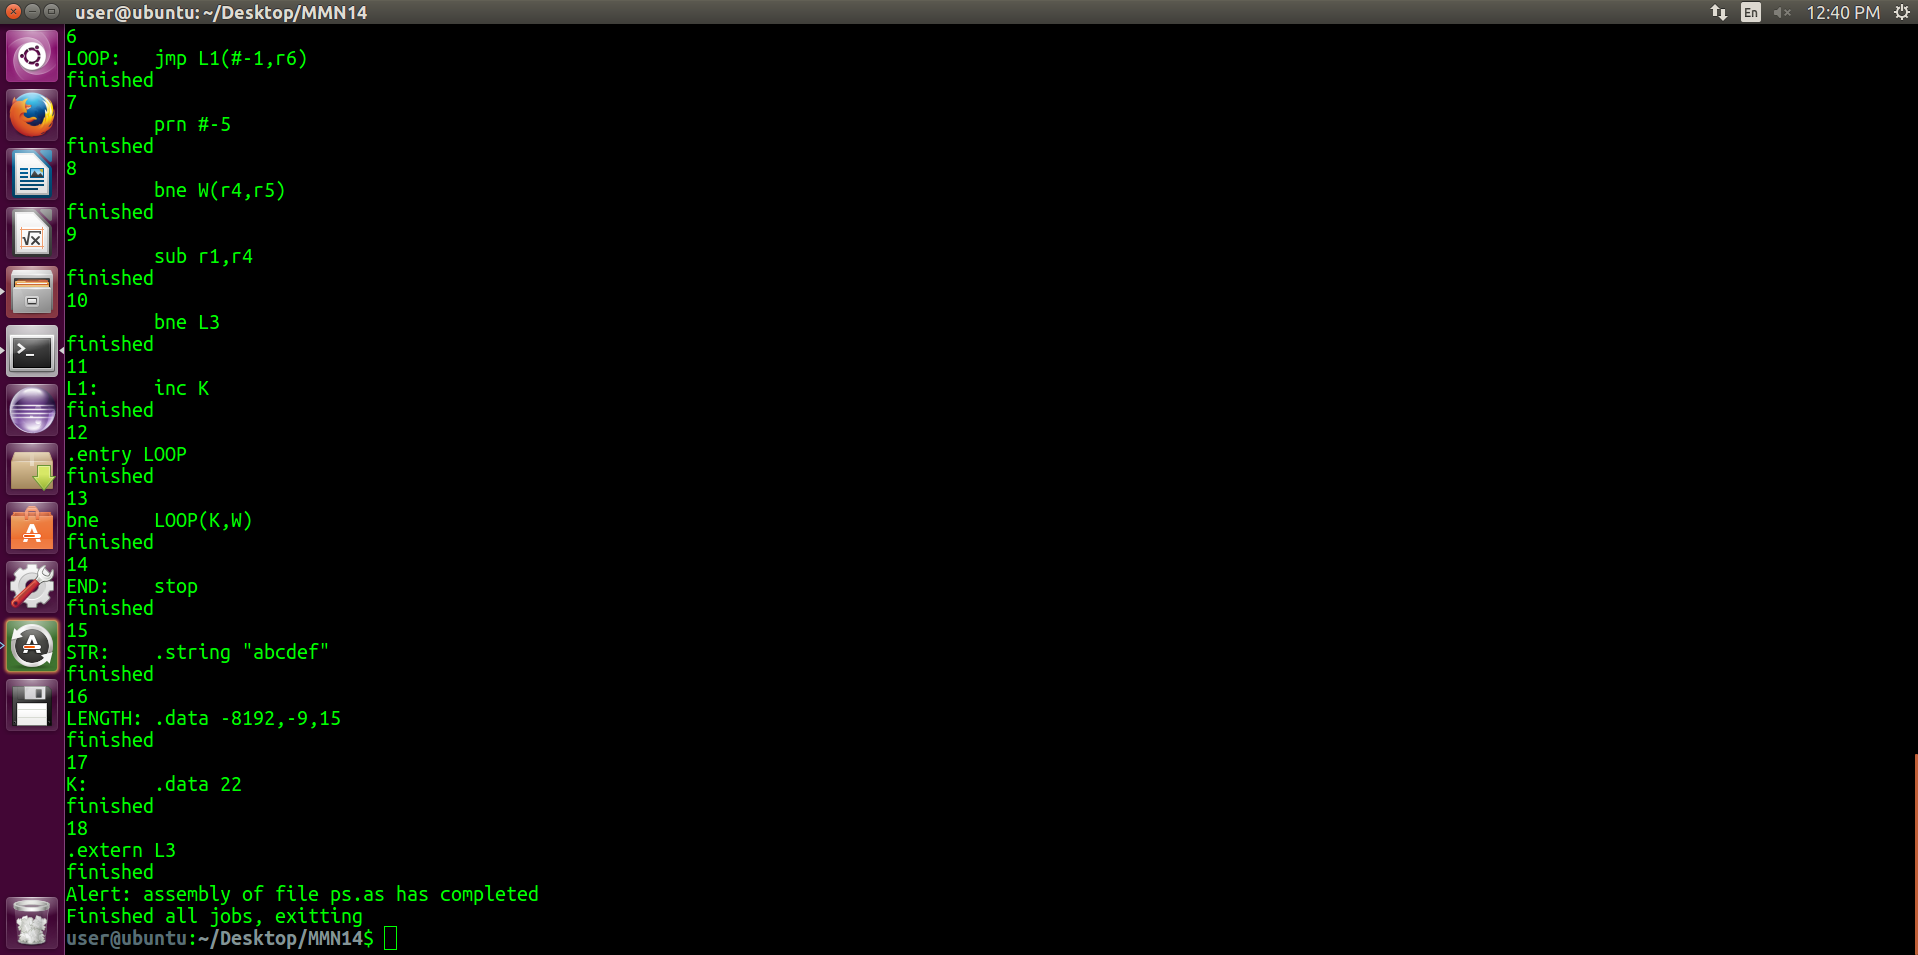 user@ubuntu: ~/Desktop/MMN14
En
12:40 PM
6
LOOP:   jmp L1(#-1,r6)
finished
7
        prn #-5
finished
8
        bne W(r4,r5)
finished
9
        sub r1,r4
finished
10
        bne L3
finished
11
L1:     inc K
finished
12
.entry LOOP
finished
13
bne     LOOP(K,W)
finished
14
END:    stop
finished
15
STR:    .string "abcdef"
finished
16
LENGTH: .data -8192,-9,15
finished
17
K:      .data 22
finished
18
.extern L3
finished
Alert: assembly of file ps.as has completed
Finished all jobs, exitting
user@ubuntu:~/Desktop/MMN14$